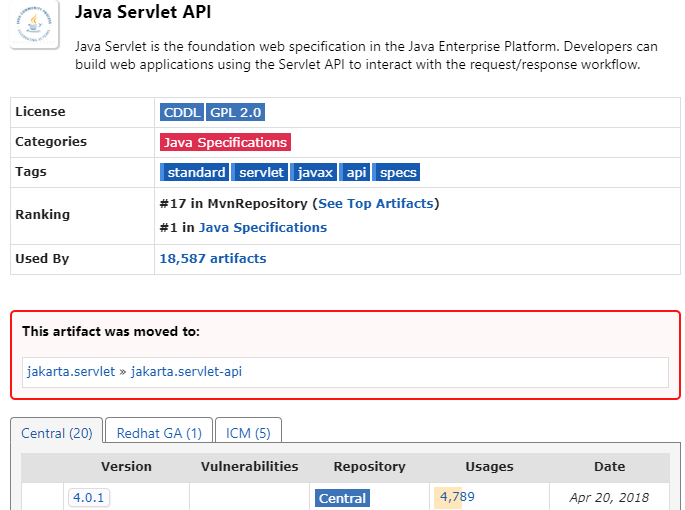 Java Servlet API
Java Servlet is the foundation web specification in the Java Enterprise Platform. Developers can
build web applications using the Servlet API to interact with the request/response workflow.
License CDDL GPL 2.0
Categories Java Specifications
Tags standard servlet javax api specs
Ranking #17 in MvnRepository (See Top Artifacts)
#1 in Java Specifications
Used By 18,587 artifacts
This artifact was moved to:
jakarta.servlet » jakarta.servlet-api
Central (20) Redhat GA (1) ICM (5)
Version Vulnerabilities Repository Usages Date
4.0.1 Central 4,789 Apr 20, 2018